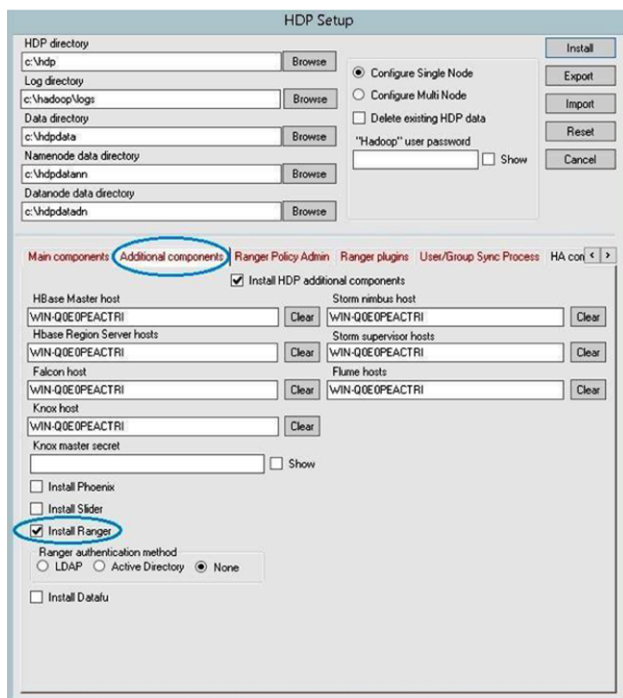 HDP Setup
HDP directory
c:\hdp Browse
Log directory
c:\hadoop\logs Browse
Data directory
c:\hdpdata Browse
Namenode data directory
c:\hdpdatann Browse
Datanode data directory
c:\hdpdatadn Browse
Configure Single Node
Configure Multi Node
Delete existing HDP data
"Hadoop" user password
Show
Install
Export
Import
Reset
Cancel
Main components Additional components Ranger Policy Admin Ranger plugins User/Group Sync Process HA con < >
Install HDP additional components
HBase Master host Storm nimbus host
WIN-Q0E0PEACTRI Clear WIN-Q0E0PEACTRI Clear
Hbase Region Server hosts Storm supervisor hosts
WIN-Q0E0PEACTRI Clear WIN-Q0E0PEACTRI Clear
Falcon host Flume hosts
WIN-Q0E0PEACTRI Clear WIN-Q0E0PEACTRI Clear
Knox host
WIN-Q0E0PEACTRI Clear
Knox master secret
Show
Install Phoenix
Install Slider
Install Ranger
Ranger authentication method
LDAP Active Directory None
Install Datafu